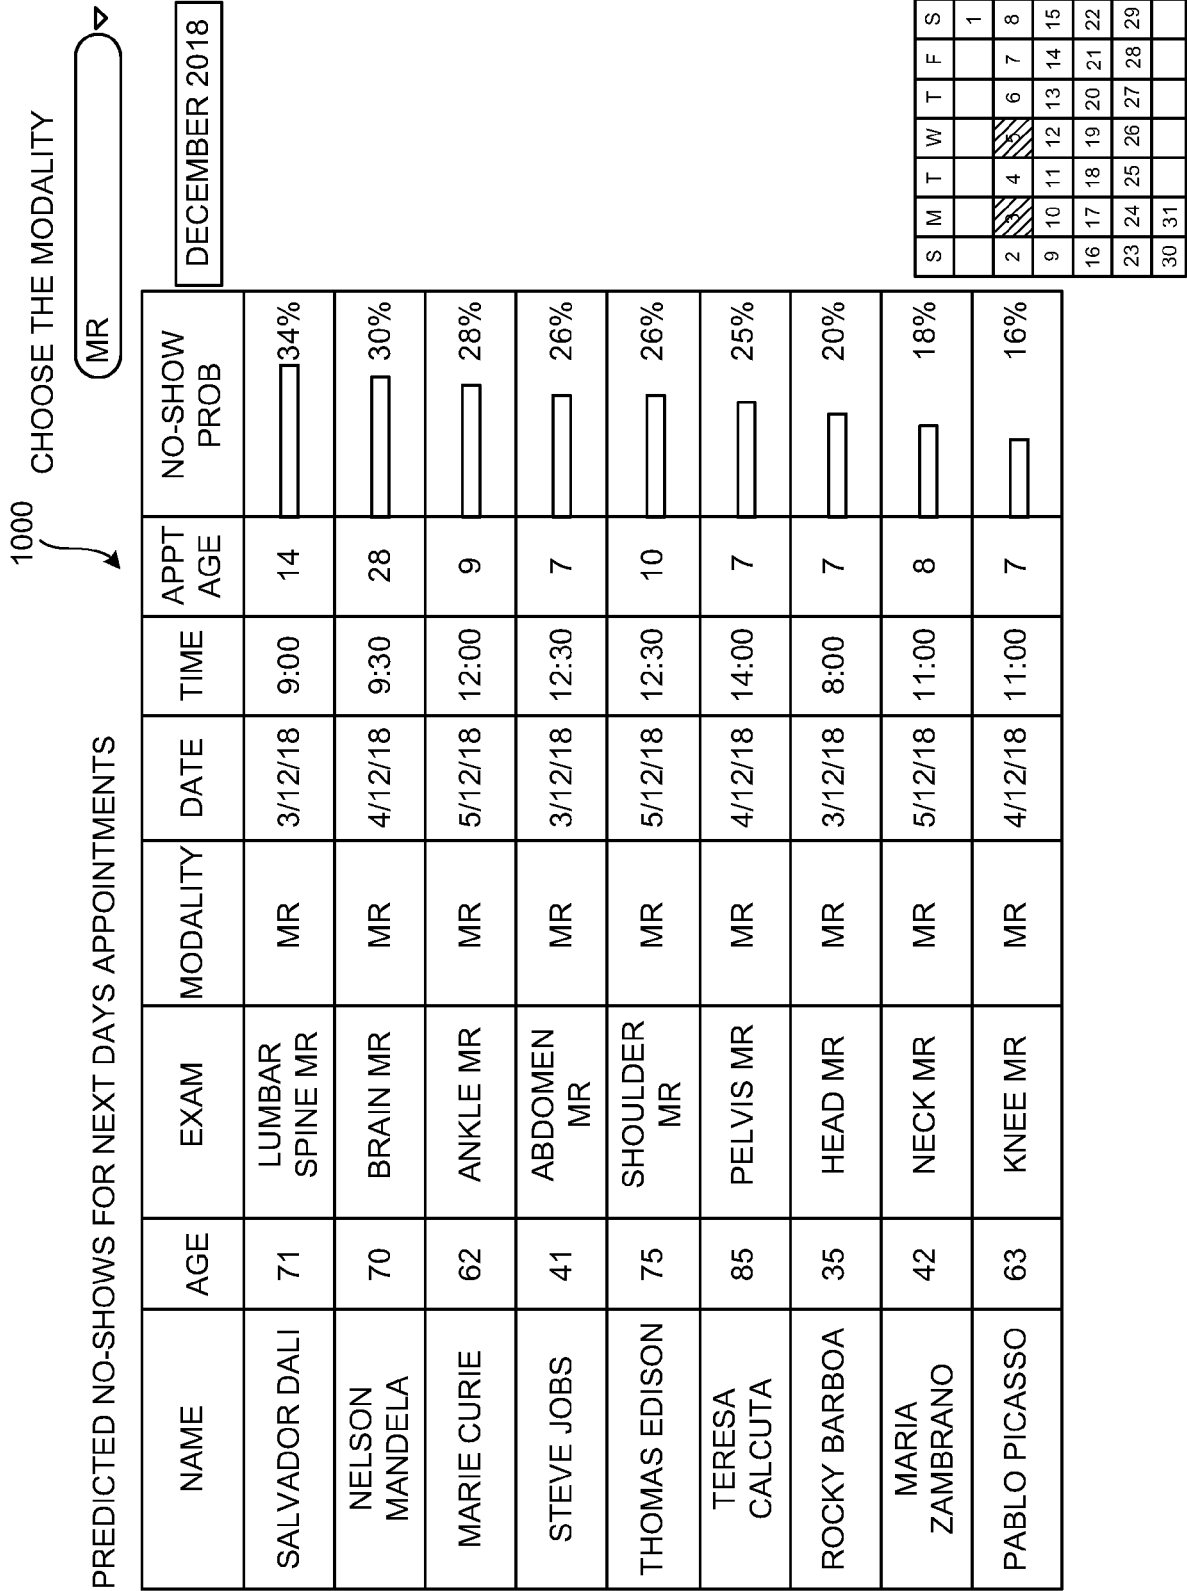 1000
CHOOSE THE MODALITY
MR
PREDICTED NO-SHOWS FOR NEXT DAYS APPOINTMENTS
DECEMBER 2018
NAME AGE EXAM MODALITY DATE TIME APPT AGE NO-SHOW PROB
SALVADOR DALI 71 LUMBAR SPINE MR MR 3/12/18 9:00 14 34%
NELSON MANDELA 70 BRAIN MR MR 4/12/18 9:30 28 30%
MARIE CURIE 62 ANKLE MR MR 5/12/18 12:00 9 28%
STEVE JOBS 41 ABDOMEN MR MR 3/12/18 12:30 7 26%
THOMAS EDISON 75 SHOULDER MR MR 5/12/18 12:30 10 26%
TERESA CALCUTA 85 PELVIS MR MR 4/12/18 14:00 7 25%
ROCKY BARBOA 35 HEAD MR MR 3/12/18 8:00 7 20%
MARIA ZAMBRANO 42 NECK MR MR 5/12/18 11:00 8 18%
PABLO PICASSO 63 KNEE MR MR 4/12/18 11:00 7 16%
S M T W T F S
1
2 3 4 5 6 7 8
9 10 11 12 13 14 15
16 17 18 19 20 21 22
23 24 25 26 27 28 29
30 31